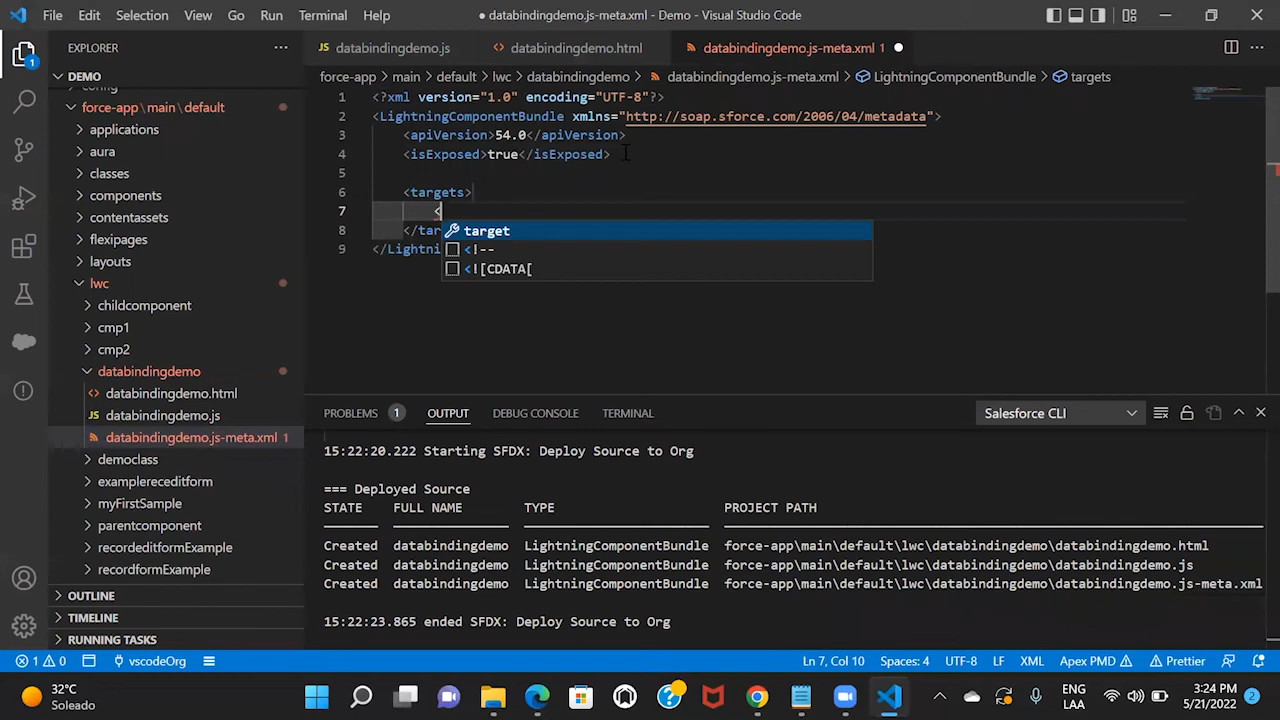 File Edit Selection View Go Run Terminal Help
databindingdemo.js-meta.xml - Demo - Visual Studio Code
EXPLORER
databindingdemo.js
databindingdemo.html
databindingdemo.js-meta.xml 1
DEMO
force-app > main > default > lwc > databindingdemo > databindingdemo.js-meta.xml > LightningComponentBundle > targets
config
force-app\main\default
applications
aura
classes
components
contentassets
flexipages
layouts
lwc
childcomponent
cmp1
cmp2
databindingdemo
databindingdemo.html
databindingdemo.js
databindingdemo.js-meta.xml 1
democlass
examplereceditform
myFirstSample
parentcomponent
recordeditformExample
recordformExample
OUTLINE
TIMELINE
RUNNING TASKS
1 <?xml version="1.0" encoding="UTF-8"?>
2 <LightningComponentBundle xmlns="http://soap.sforce.com/2006/04/metadata">
3 <apiVersion>54.0</apiVersion>
4 <isExposed>true</isExposed>
5
6 <targets>
7 <
8 </tar
9 </Lightni
target
<!--
<![CDATA[
PROBLEMS 1 OUTPUT DEBUG CONSOLE TERMINAL
Salesforce CLI
15:22:20.222 Starting SFDX: Deploy Source to Org
=== Deployed Source
STATE FULL NAME TYPE PROJECT PATH
Created databindingdemo LightningComponentBundle force-app\main\default\lwc\databindingdemo\databindingdemo.html
Created databindingdemo LightningComponentBundle force-app\main\default\lwc\databindingdemo\databindingdemo.js
Created databindingdemo LightningComponentBundle force-app\main\default\lwc\databindingdemo\databindingdemo.js-meta.xml
15:22:23.865 ended SFDX: Deploy Source to Org
1 0 vscodeOrg
Ln 7, Col 10 Spaces: 4 UTF-8 LF XML Apex PMD Prettier
32°C
Soleado
ENG
LAA
3:24 PM
5/21/2022
2
1